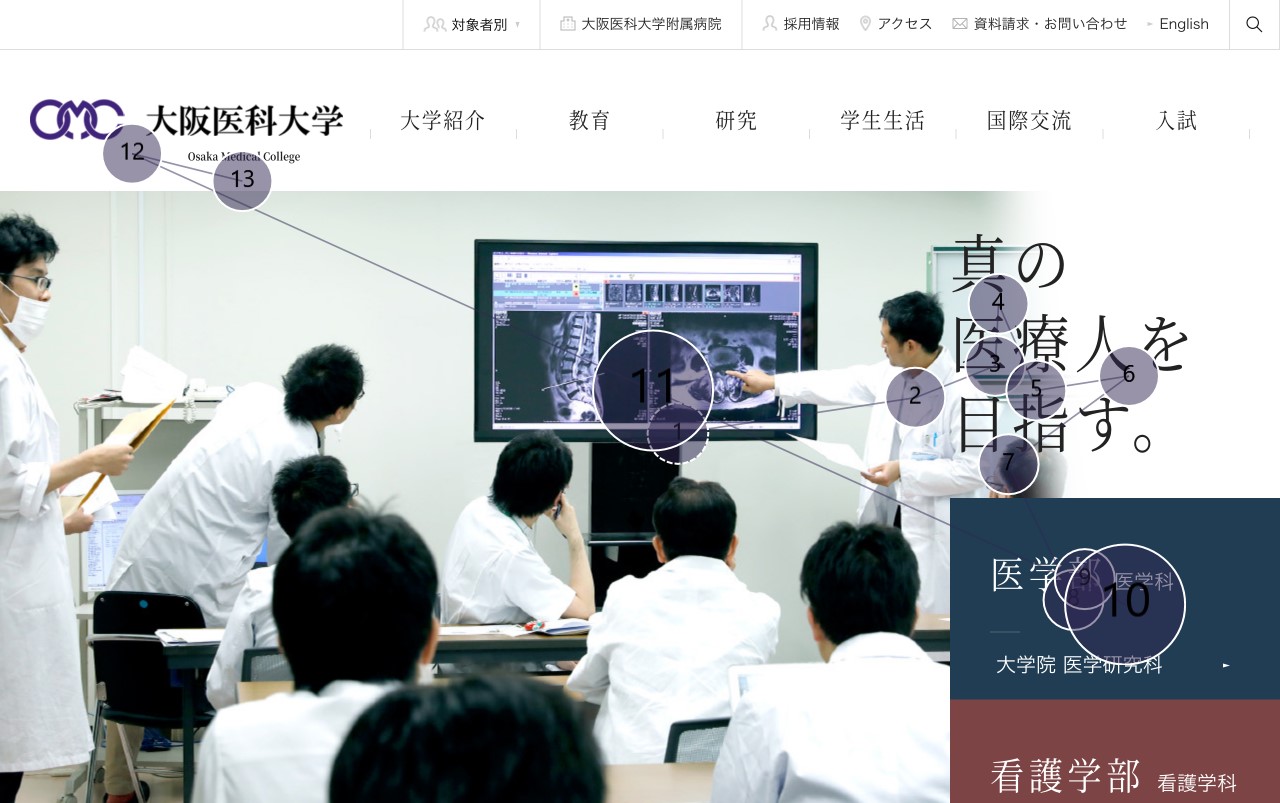 対象者別
大阪医科大学附属病院
採用情報
アクセス
資料請求・お問い合わせ
English
大阪医科大学
Osaka Medical College
大学紹介
教育
研究
学生生活
国際交流
入試
真の
医療人を
目指す。
医学部 医学科
大学院 医学研究科
看護学部 看護学科
1
2
3
4
5
6
7
9
10
11
12
13